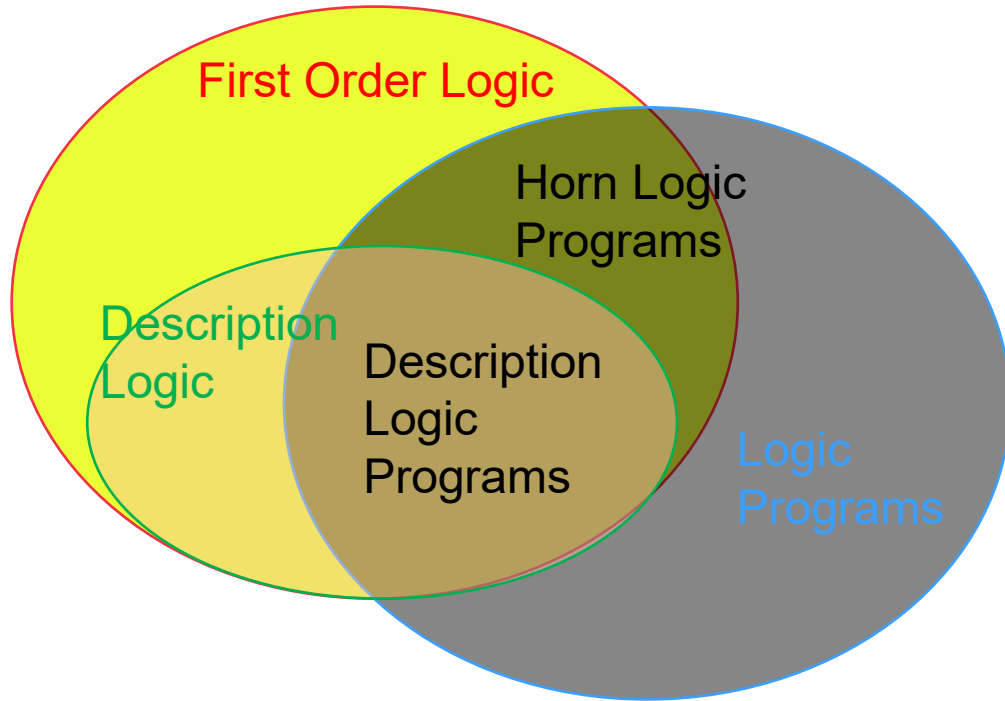 First Order Logic
Horn Logic
Programs
Description
Logic
Description
Logic
Programs
Logic
Programs